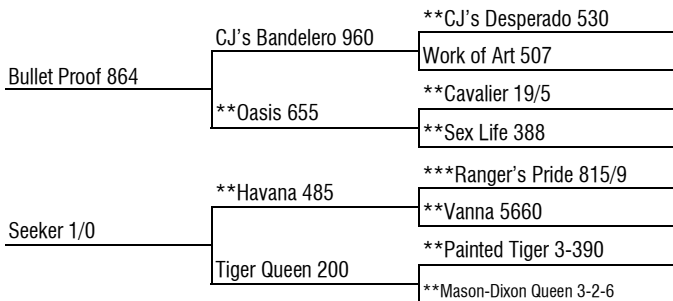 **CJ’s Desperado 530
CJ’s Bandelero 960
Work of Art 507
Bullet Proof 864
**Cavalier 19/5
**Oasis 655
**Sex Life 388
***Ranger’s Pride 815/9
**Havana 485
**Vanna 5660
Seeker 1/0
**Painted Tiger 3-390
Tiger Queen 200
**Mason-Dixon Queen 3-2-6